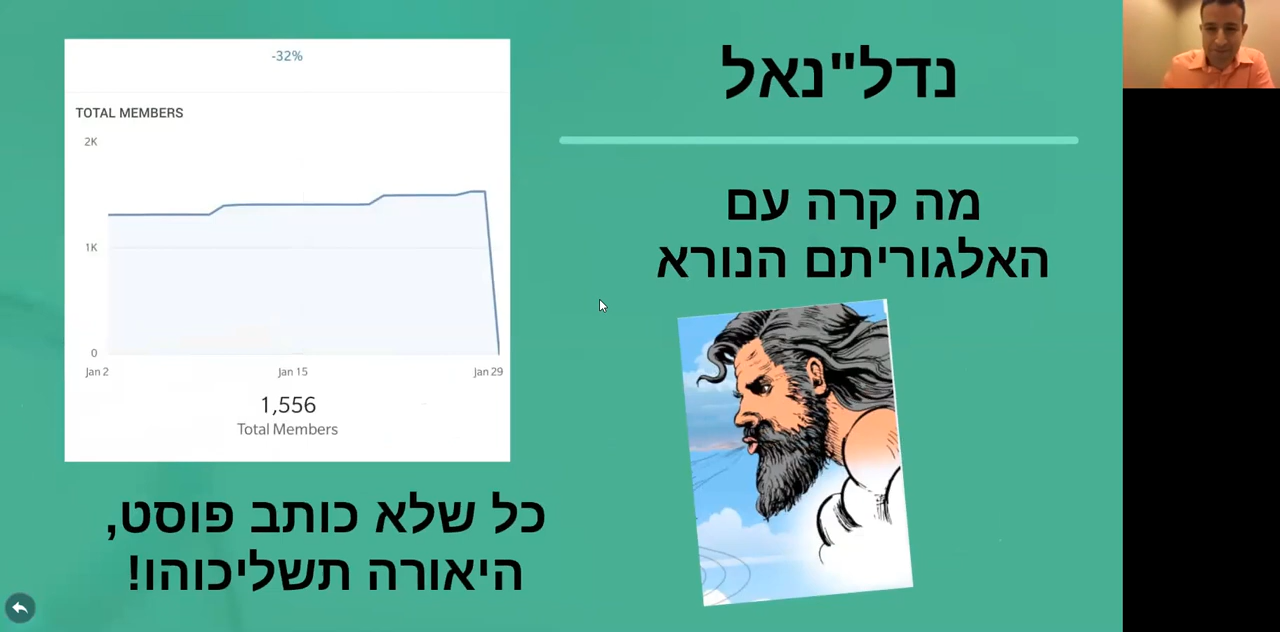 נדל"נאל
מה קרה עם
האלגוריתם הנורא
-32%
TOTAL MEMBERS
2K
1K
0
Jan 2
Jan 15
Jan 29
1,556
Total Members
כל שלא כותב פוסט,
היאורה תשליכוהו!